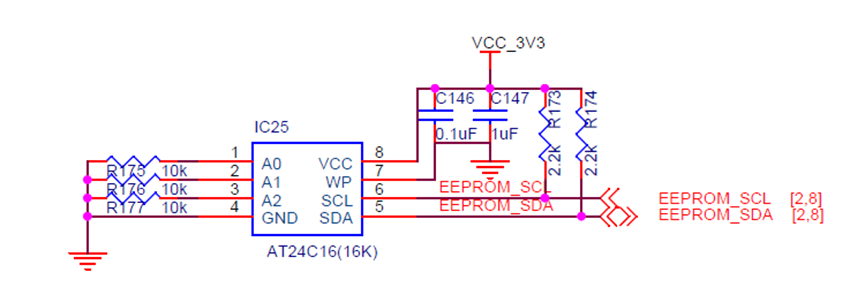 VCC_3V3
C146 C147 R173 R174
0.1uF 1uF 2.2k 2.2k
IC25
1 A0 VCC 8
R175 10k 2 A1 WP 7
R176 10k 3 A2 SCL 6 EEPROM_SCL EEPROM_SCL [2,8]
R177 10k 4 GND SDA 5 EEPROM_SDA EEPROM_SDA [2,8]
AT24C16(16K)